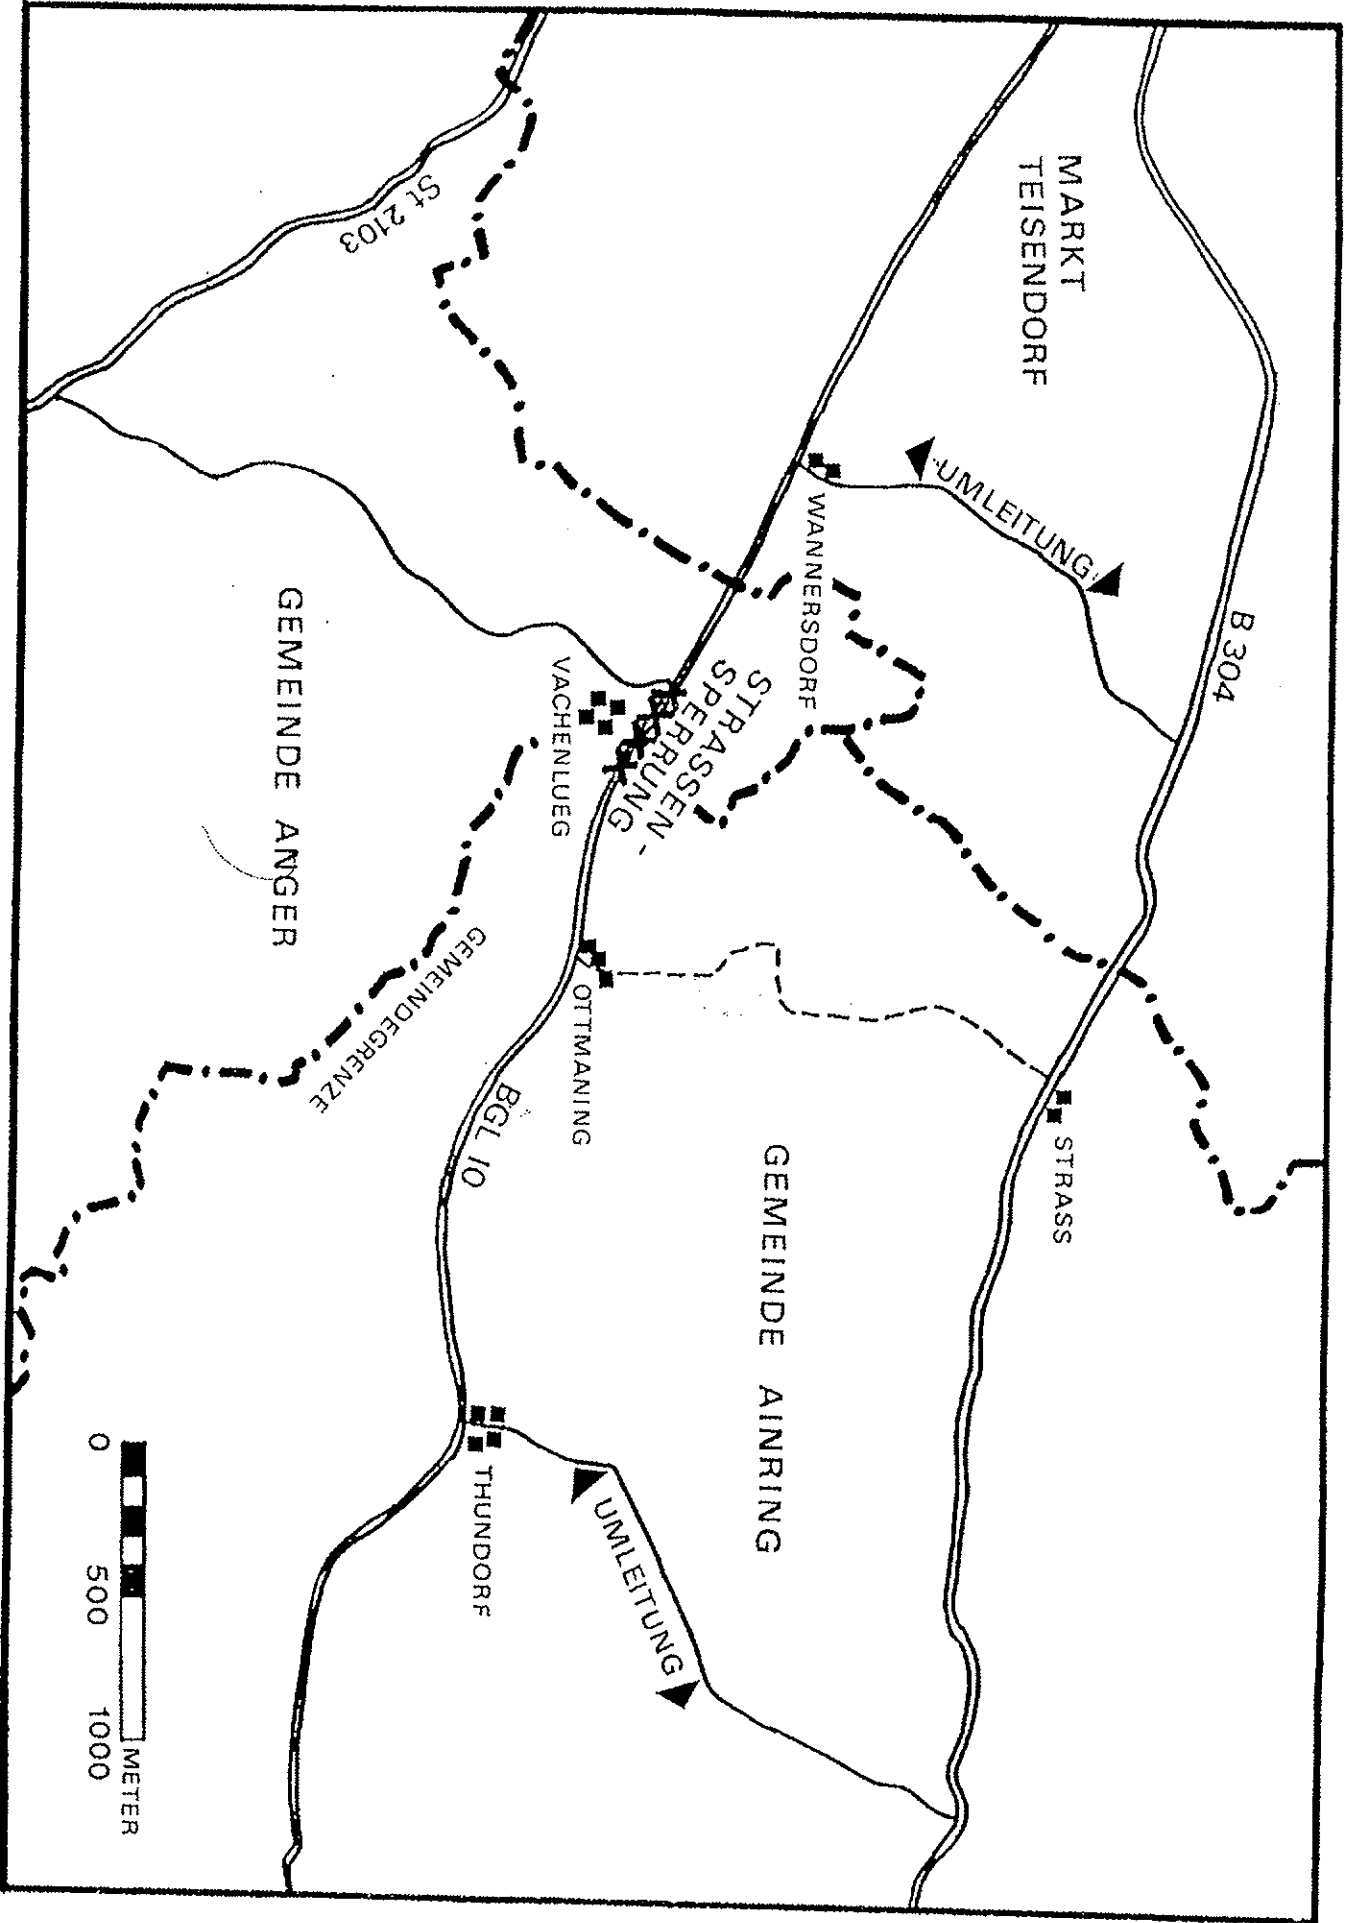 B 304
MARKT
TEISENDORF
UMLEITUNG
STRASS
WANNERSDORF
STRASSEN-
SPERRUNG
GEMEINDE AINRING
UMLEITUNG
VACHENLUEG
OTTMANING
St 2103
BGL 10
THUNDORF
GEMEINDEGRENZE
GEMEINDE ANGER
METER
0 500 1000